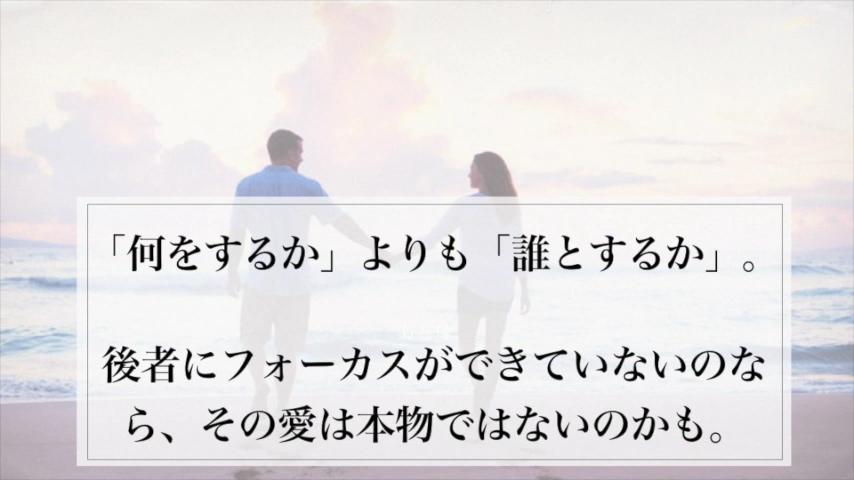 「何をするか」よりも「誰とするか」。
後者にフォーカスができていないのな
ら、その愛は本物ではないのかも。